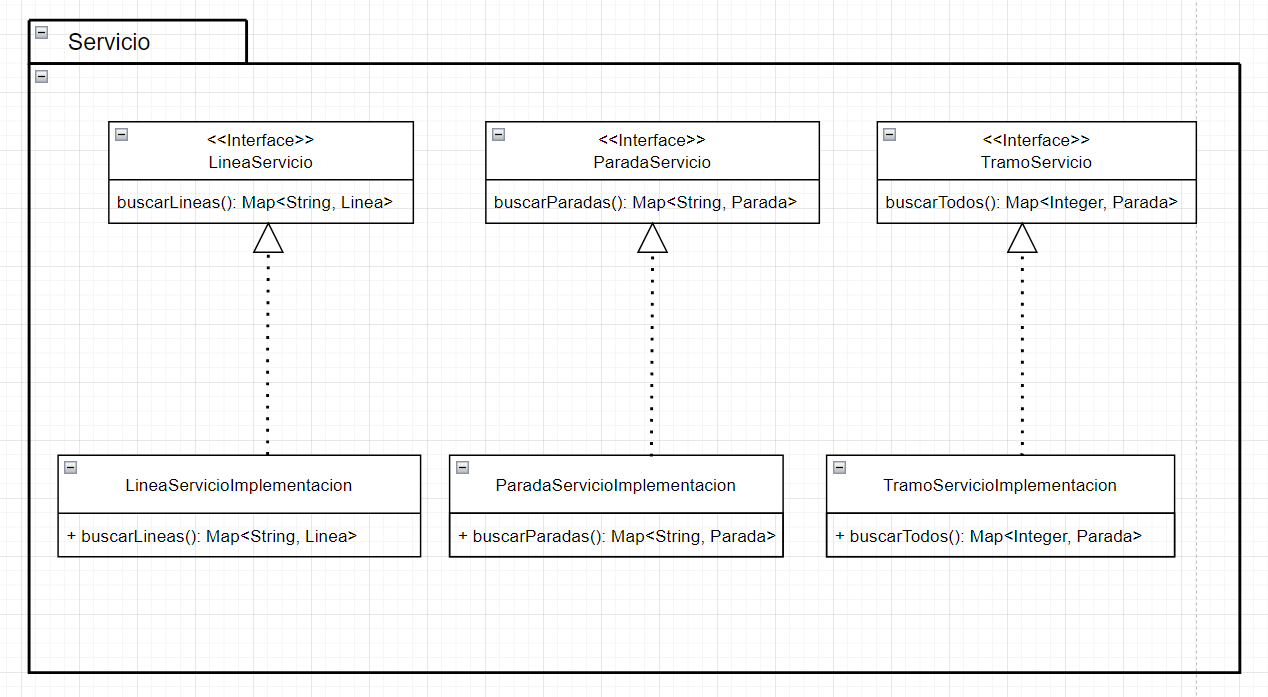 Servicio
<<Interface>>
LineaServicio
buscarLineas(): Map<String, Linea>
<<Interface>>
ParadaServicio
buscarParadas(): Map<String, Parada>
<<Interface>>
TramoServicio
buscarTodos(): Map<Integer, Parada>
LineaServicioImplementacion
+ buscarLineas(): Map<String, Linea>
ParadaServicioImplementacion
+ buscarParadas(): Map<String, Parada>
TramoServicioImplementacion
+ buscarTodos(): Map<Integer, Parada>